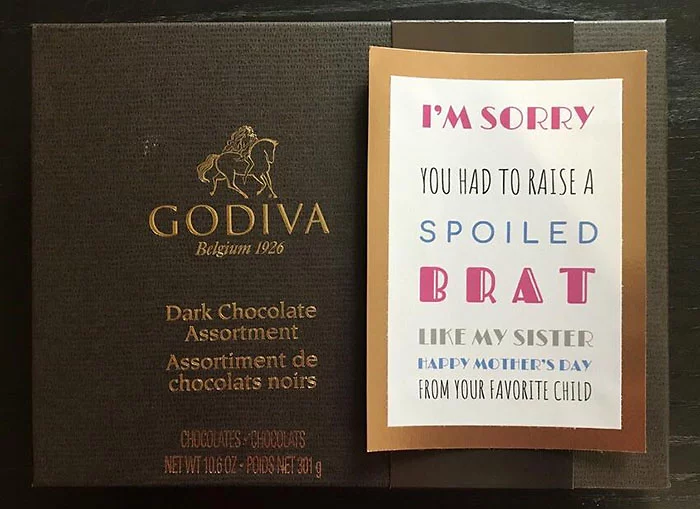 GODIVA
Belgium 1926
Dark Chocolate
Assortment
Assortiment de
chocolats noirs
CHOCOLATES • CHOCOLATS
NET WT 10.6 OZ • POIDS NET 301 g
I'M SORRY
YOU HAD TO RAISE A
SPOILED
BRAT
LIKE MY SISTER
HAPPY MOTHER'S DAY
FROM YOUR FAVORITE CHILD